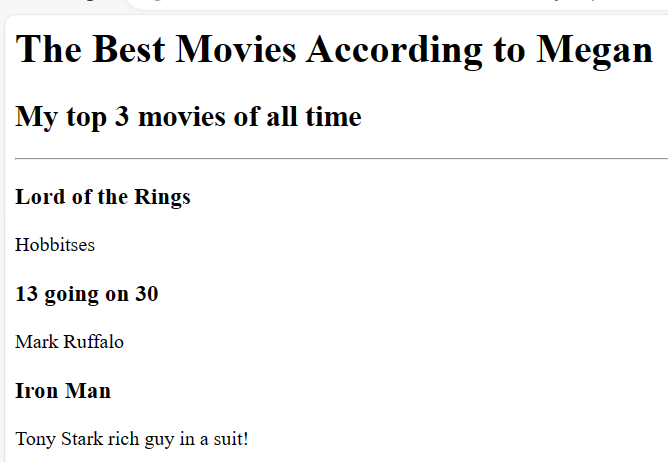 The Best Movies According to Megan
My top 3 movies of all time
Lord of the Rings
Hobbitses
13 going on 30
Mark Ruffalo
Iron Man
Tony Stark rich guy in a suit!